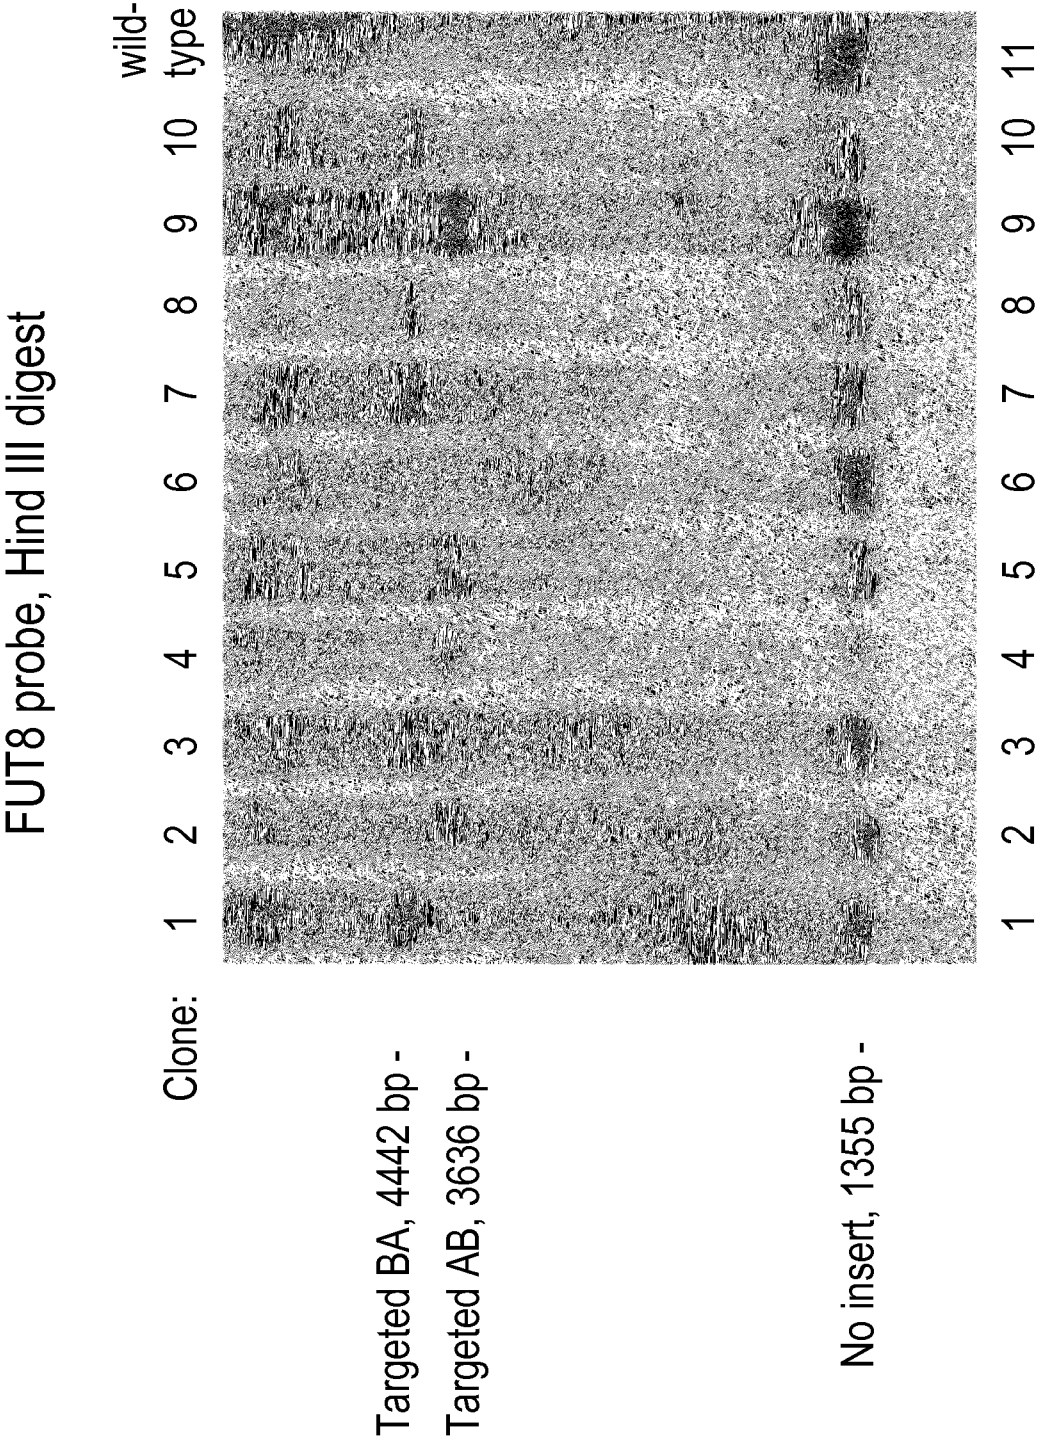 FUT8 probe, Hind III digest
wild-
Clone: 1 2 3 4 5 6 7 8 9 10 type
Targeted BA, 4442 bp -
Targeted AB, 3636 bp -
No insert, 1355 bp -
1 2 3 4 5 6 7 8 9 10 11